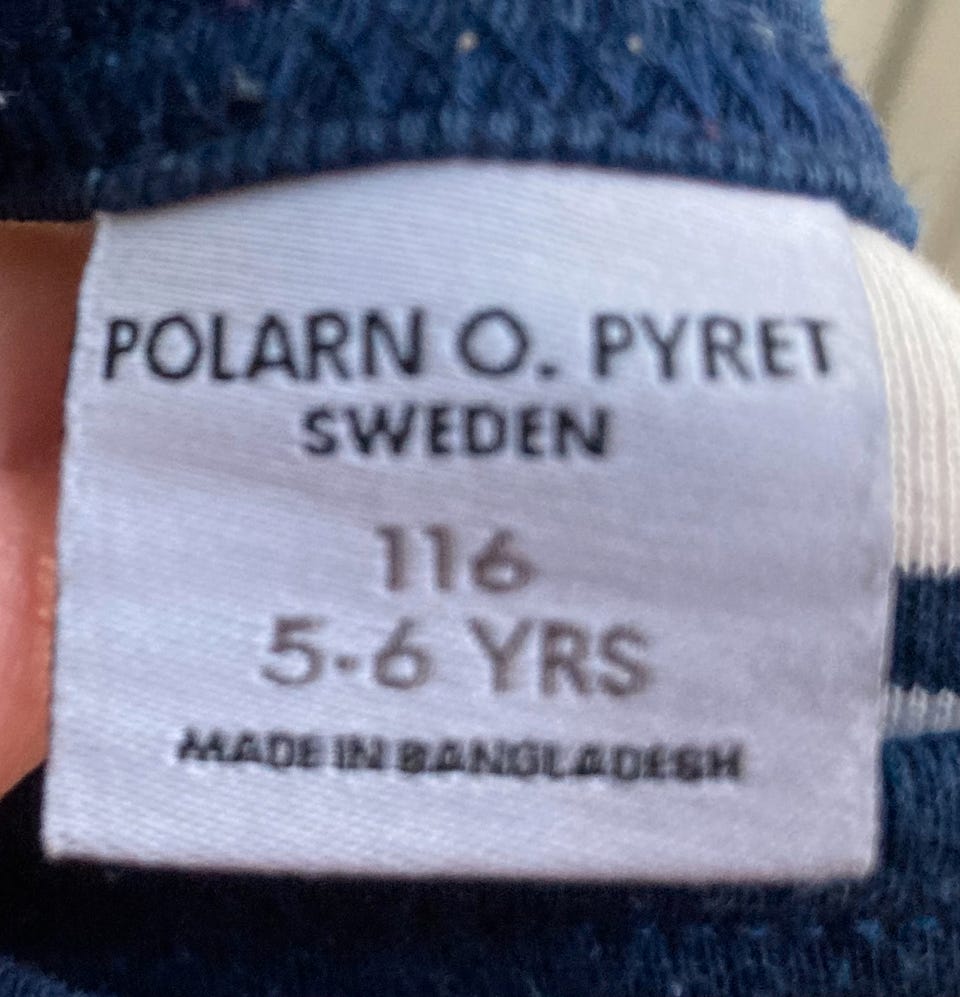 POLARN O. PYRET
SWEDEN
116
5-6 YRS
MADE IN BANGLADESH